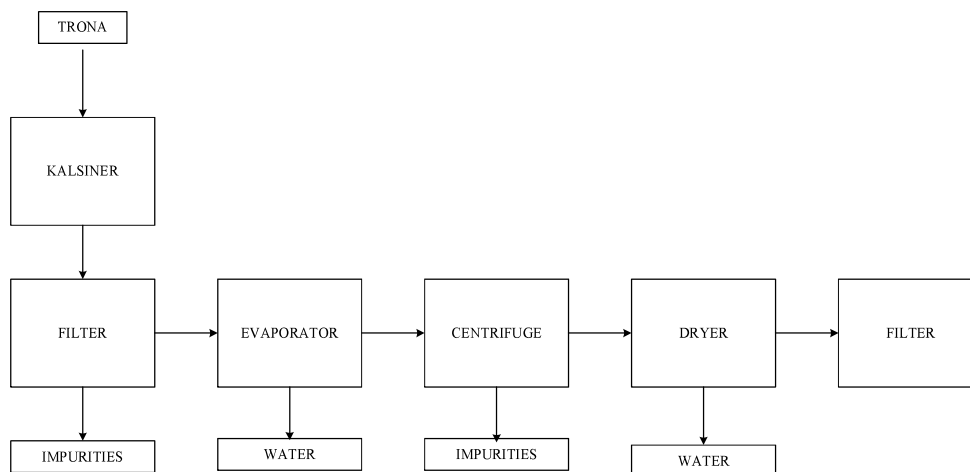 TRONA
KALSINER
FILTER
EVAPORATOR
CENTRIFUGE
DRYER
FILTER
IMPURITIES
WATER
IMPURITIES
WATER